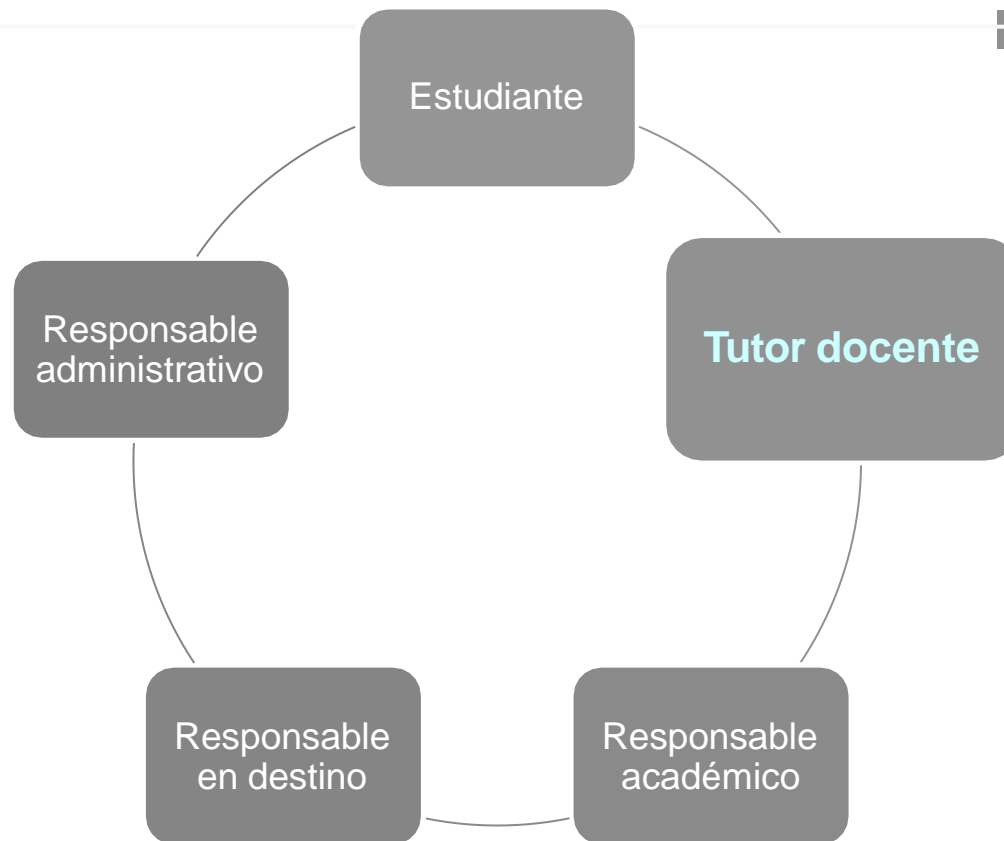 Estudiante
Tutor docente
Responsable
académico
Responsable
en destino
Responsable
administrativo